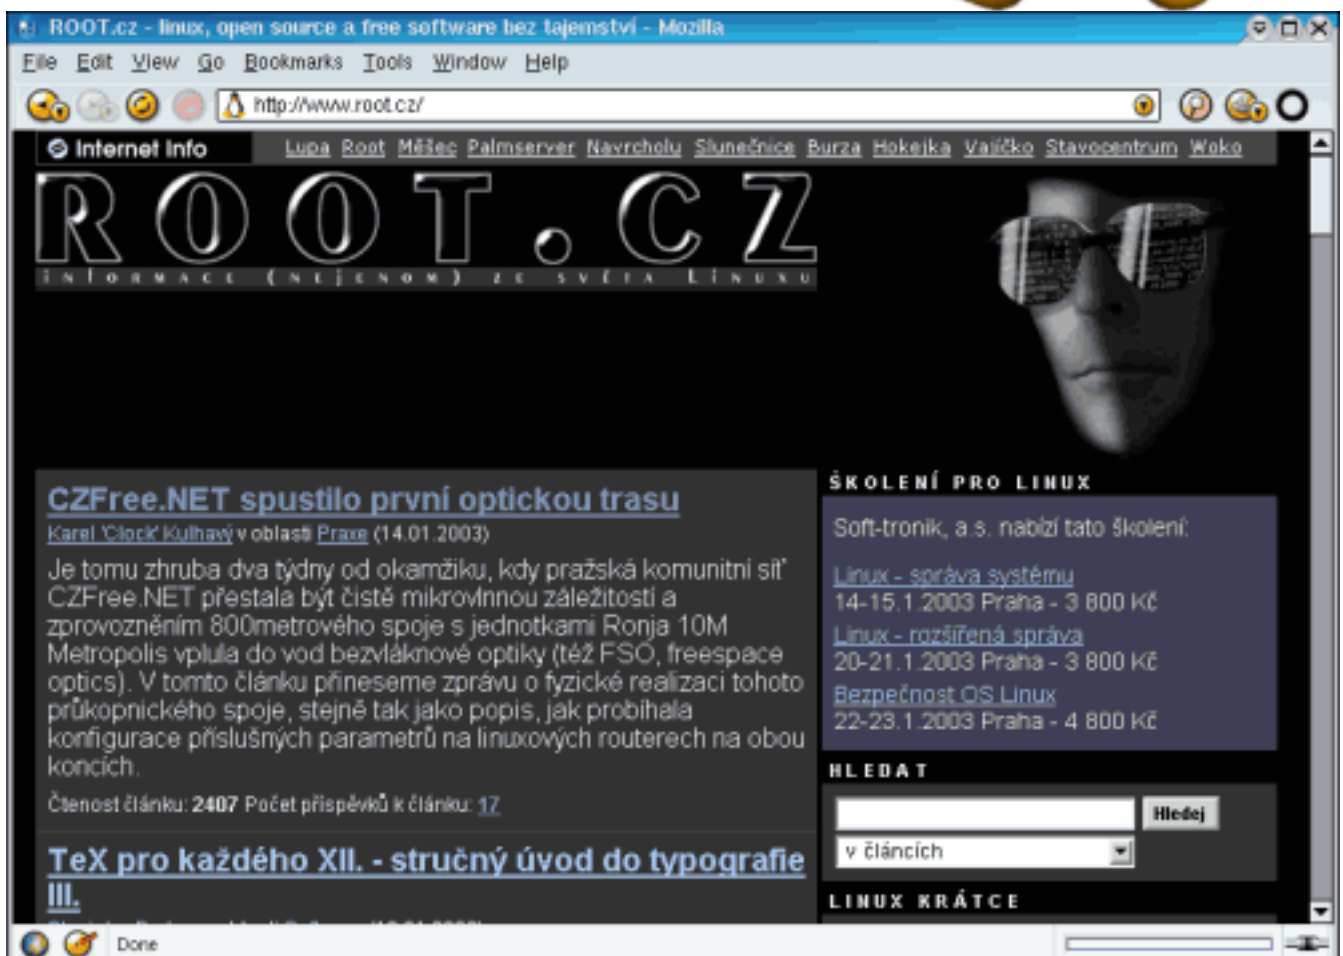 ROOT.cz - linux, open source a free software bez tajemství - Mozilla
File Edit View Go Bookmarks Tools Window Help
http://www.root.cz/
Internet Info Lupa Root Měšec Palmserver Navrcholu Slunečnice Burza Hokejka Vajíčko Stavocentrum Woko
ROOT.CZ
informace (nejenom) ze světa Linuxu
CZFree.NET spustilo první optickou trasu
Karel 'Clock' Kulhavý v oblasti Praxe (14.01.2003)
Je tomu zhruba dva týdny od okamžiku, kdy pražská komunitní síť
CZFree.NET přestala být čistě mikrovlnnou záležitostí a
zprovozněním 800metrového spoje s jednotkami Ronja 10M
Metropolis vplula do vod bezvláknové optiky (též FSO, freespace
optics). V tomto článku přineseme zprávu o fyzické realizaci tohoto
průkopnického spoje, stejně tak jako popis, jak probíhala
konfigurace příslušných parametrů na linuxových routerech na obou
koncích.
Čtenost článku: 2407 Počet příspěvků k článku: 17
TeX pro každého XII. - stručný úvod do typografie
III.
ŠKOLENÍ PRO LINUX
Soft-tronik, a.s. nabízí tato školení:
Linux - správa systému
14-15.1.2003 Praha - 3 800 Kč
Linux - rozšířená správa
20-21.1.2003 Praha - 3 800 Kč
Bezpečnost OS Linux
22-23.1.2003 Praha - 4 800 Kč
HLEDAT
Hledej
v článcích
LINUX KRÁTCE
Done